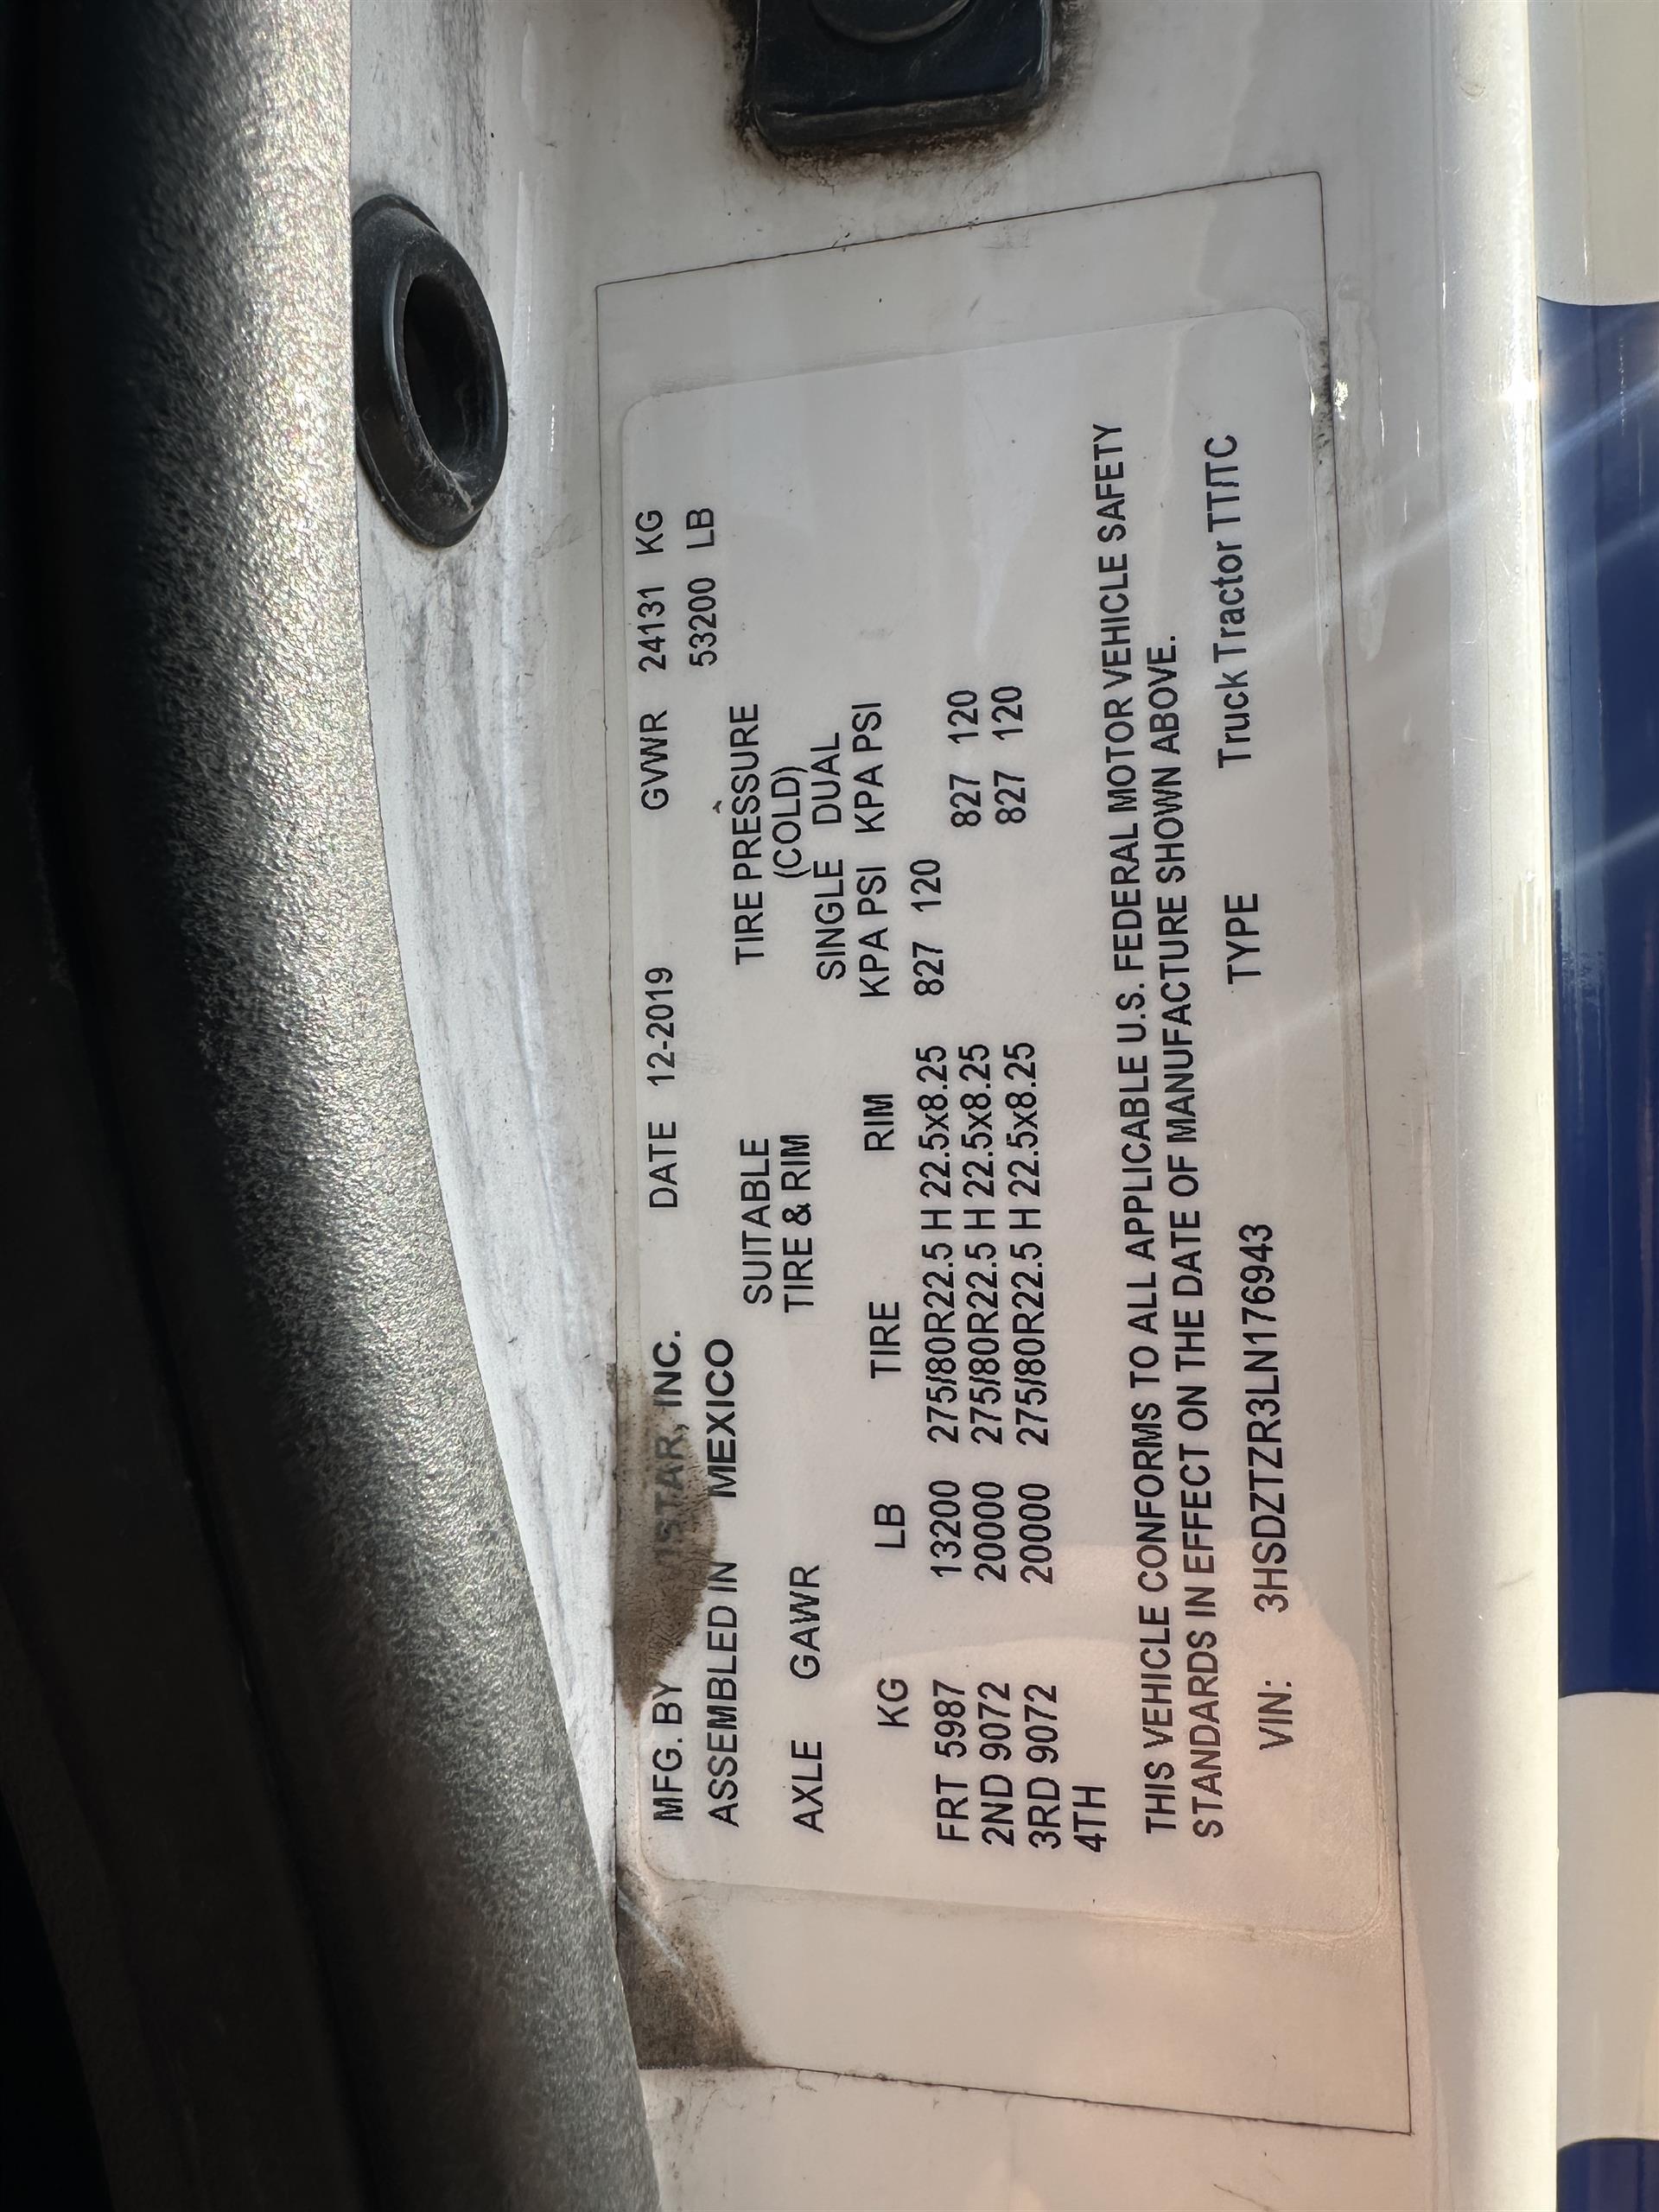 MFG. BY ISTAR, INC. DATE 12-2019 GVWR 24131 KG
ASSEMBLED IN MEXICO 53200 LB
SUITABLE TIRE PRESSURE
AXLE GAWR TIRE & RIM (COLD)
SINGLE DUAL
KG LB TIRE RIM KPA PSI KPA PSI
FRT 5987 13200 275/80R22.5 H 22.5x8.25 827 120
2ND 9072 20000 275/80R22.5 H 22.5x8.25 827 120
3RD 9072 20000 275/80R22.5 H 22.5x8.25 827 120
4TH
THIS VEHICLE CONFORMS TO ALL APPLICABLE U.S. FEDERAL MOTOR VEHICLE SAFETY
STANDARDS IN EFFECT ON THE DATE OF MANUFACTURE SHOWN ABOVE.
VIN: 3HSDZTZR3LN176943 TYPE Truck Tractor TT/TC